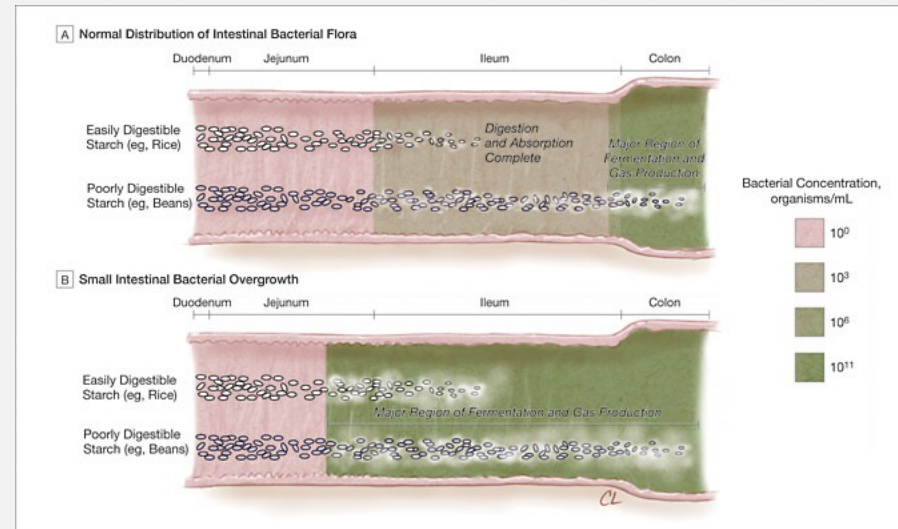 A Normal Distribution of Intestinal Bacterial Flora
Duodenum Jejunum Ileum Colon
Easily Digestible
Starch (eg, Rice)
Digestion
and Absorption
Complete
Major Region of
Fermentation and
Gas Production
Poorly Digestible
Starch (eg, Beans)
B Small Intestinal Bacterial Overgrowth
Duodenum Jejunum Ileum Colon
Easily Digestible
Starch (eg, Rice)
Major Region of Fermentation and Gas Production
Poorly Digestible
Starch (eg, Beans)
CL
Bacterial Concentration,
organisms/mL
10⁰
10³
10⁶
10¹¹